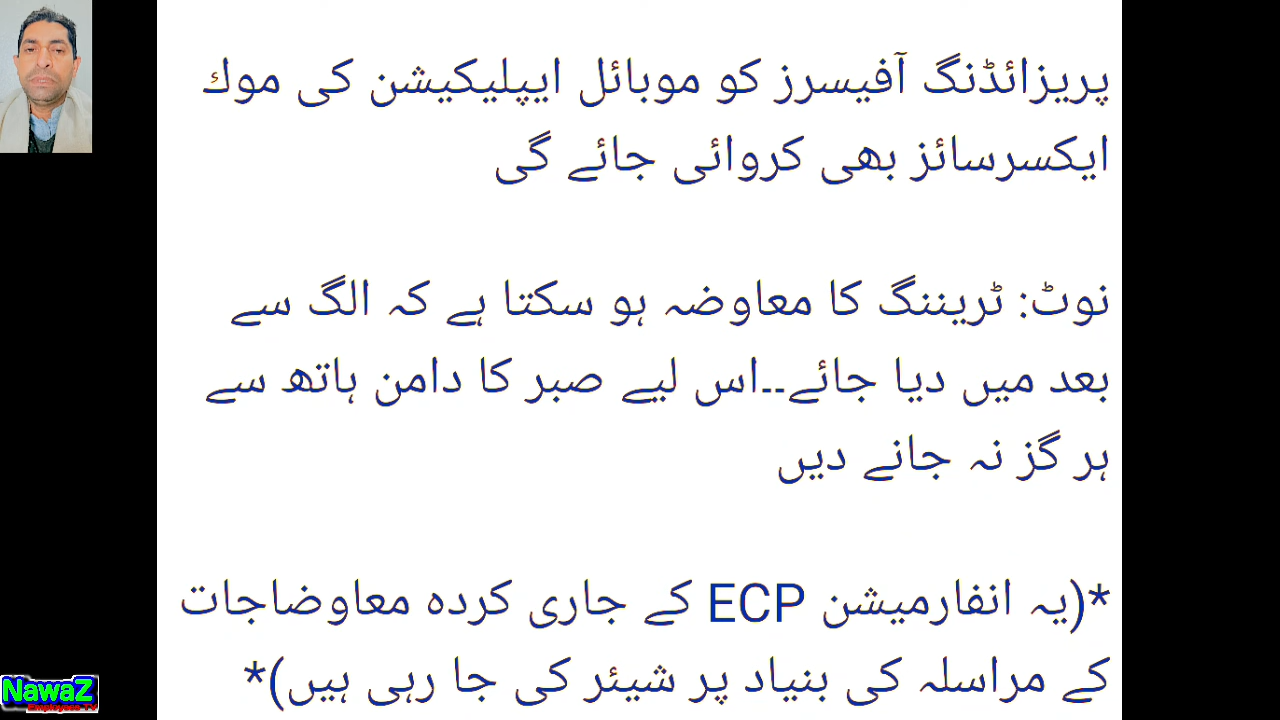 پریزائڈنگ آفیسرز کو موبائل ایپلیکیشن کی موك
ایکسرسائز بھی کروائی جائے گی
نوٹ: ٹریننگ کا معاوضہ ہو سکتا ہے کہ الگ سے
بعد میں دیا جائے۔۔اس لیے صبر کا دامن ہاتھ سے
ہر گز نہ جانے دیں
*(یہ انفارمیشن ECP کے جاری کردہ معاوضاجات
کے مراسلہ کی بنیاد پر شیئر کی جا رہی ہیں)*
NawaZ
Employees TV